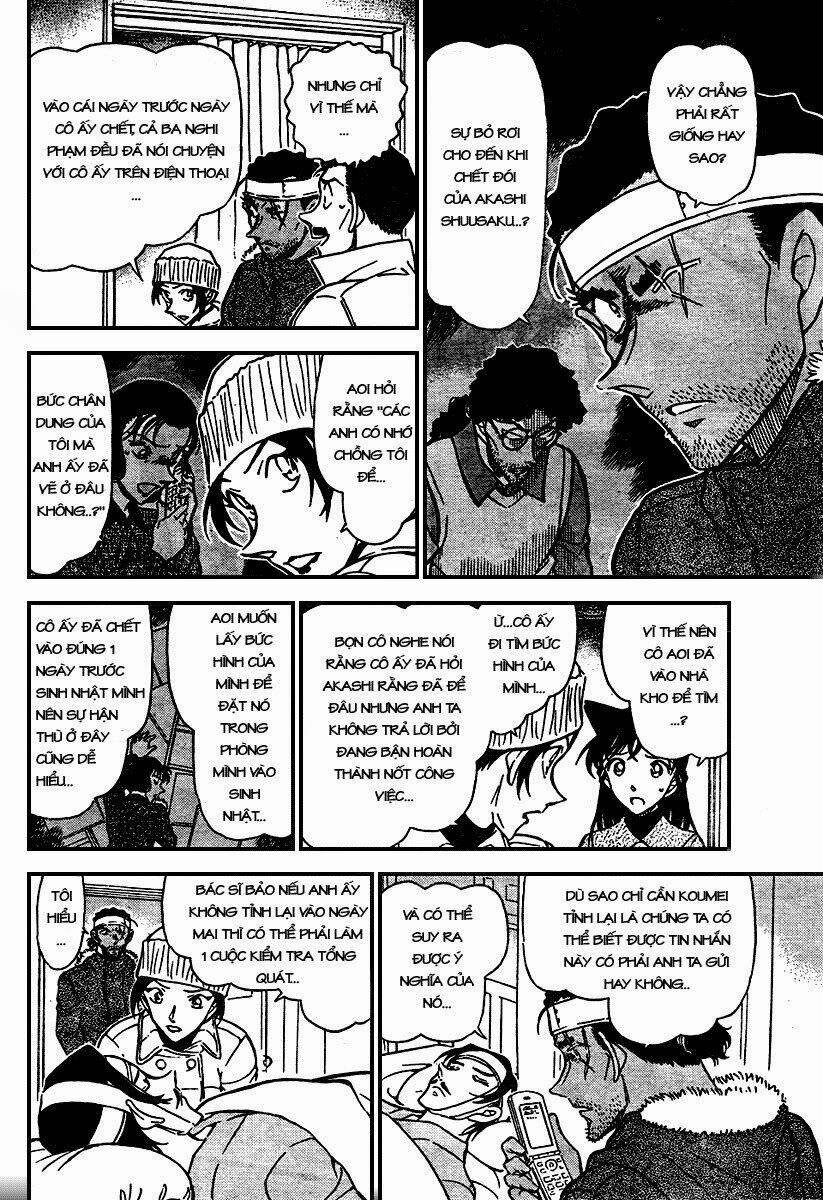 VẬY CHẲNG
PHẢI RẤT
GIỐNG HAY
SAO?
SỰ BỎ RƠI
CHO ĐẾN KHI
CHẾT ĐÓI
CỦA AKASHI
SHUUSAKU..?
NHƯNG CHỈ
VÌ THẾ MÀ
...
VÀO CÁI NGÀY TRƯỚC NGÀY
CÔ ẤY CHẾT, CẢ BA NGHI
PHẠM ĐỀU ĐÃ NÓI CHUYỆN
VỚI CÔ ẤY TRÊN ĐIỆN THOẠI
...
AOI HỎI
RẰNG "CÁC
ANH CÓ NHỚ
CHỒNG TÔI
ĐỂ...
BỨC CHÂN
DUNG CỦA
TÔI MÀ
ANH ẤY ĐÃ
VẼ Ở ĐÂU
KHÔNG..?"
VÌ THẾ NÊN
CÔ AOI ĐÃ
VÀO NHÀ
KHO ĐỂ TÌM
...?
Ừ...CÔ ẤY
ĐI TÌM BỨC
HÌNH CỦA
MÌNH...
BỌN CÔ NGHE NÓI
RẰNG CÔ ẤY ĐÃ HỎI
AKASHI RẰNG ĐÃ ĐỂ
ĐÂU NHƯNG ANH TA
KHÔNG TRẢ LỜI BỞI
ĐANG BẬN HOÀN
THÀNH NỐT CÔNG
VIỆC...
AOI MUỐN
LẤY BỨC
HÌNH CỦA
MÌNH ĐỂ
ĐẶT NÓ
TRONG
PHÒNG
MÌNH VÀO
SINH
NHẬT...
CÔ ẤY ĐÃ CHẾT
VÀO ĐÚNG 1
NGÀY TRƯỚC
SINH NHẬT MÌNH
NÊN SỰ HẬN
THÙ Ở ĐÂY
CŨNG DỄ
HIỂU...
DÙ SAO CHỈ CẦN KOUMEI
TỈNH LẠI LÀ CHÚNG TA CÓ
THỂ BIẾT ĐƯỢC TIN NHẮN
NÀY CÓ PHẢI ANH TA GỬI
HAY KHÔNG..
VÀ CÓ THỂ
SUY RA
ĐƯỢC Ý
NGHĨA CỦA
NÓ...
BÁC SĨ BẢO NẾU ANH ẤY
KHÔNG TỈNH LẠI VÀO NGÀY
MAI THÌ CÓ THỂ PHẢI LÀM
1 CUỘC KIỂM TRA TỔNG
QUÁT...
TÔI
HIỂU
...